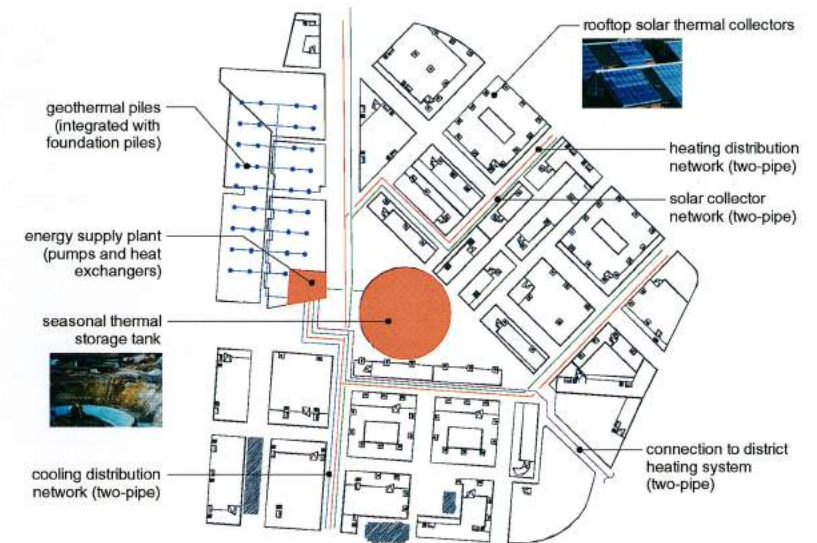 rooftop solar thermal collectors
geothermal piles
(integrated with
foundation piles)
heating distribution
network (two-pipe)
solar collector
network (two-pipe)
energy supply plant
(pumps and heat
exchangers)
seasonal thermal
storage tank
connection to district
heating system
(two-pipe)
cooling distribution
network (two-pipe)